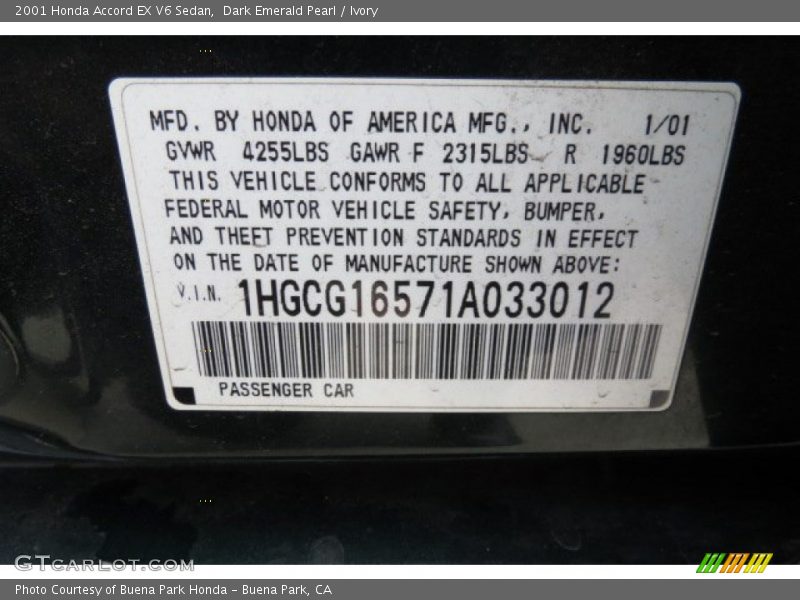 2001 Honda Accord EX V6 Sedan,  Dark Emerald Pearl / Ivory
MFD. BY HONDA OF AMERICA MFG., INC. 1/01
GVWR 4255LBS GAWR F 2315LBS R 1960LBS
THIS VEHICLE CONFORMS TO ALL APPLICABLE
FEDERAL MOTOR VEHICLE SAFETY, BUMPER,
AND THEFT PREVENTION STANDARDS IN EFFECT
ON THE DATE OF MANUFACTURE SHOWN ABOVE:
V.I.N. 1HGCG16571A033012
PASSENGER CAR
GTCARLOT.COM
Photo Courtesy of Buena Park Honda - Buena Park, CA